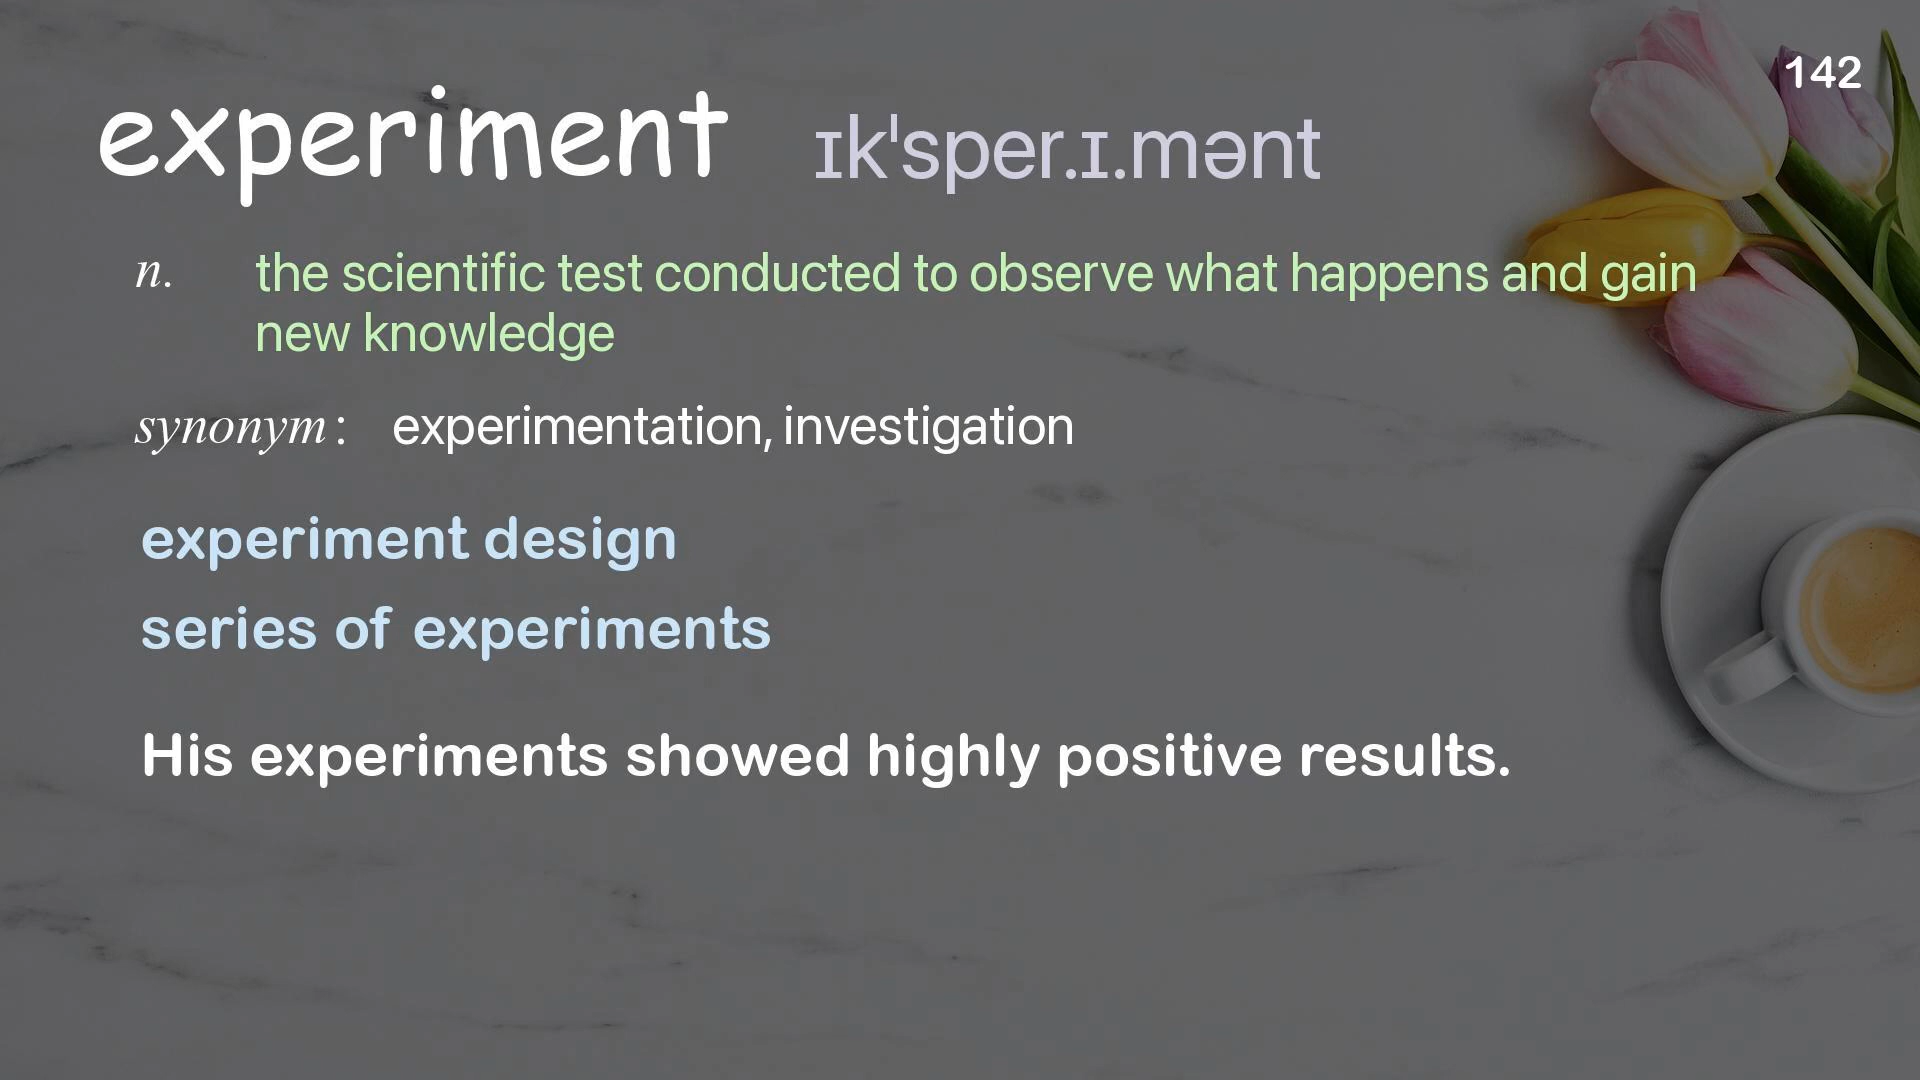 142
experiment ɪkˈsper.ɪ.mənt
n. the scientific test conducted to observe what happens and gain
new knowledge
synonym : experimentation, investigation
experiment design
series of experiments
His experiments showed highly positive results.